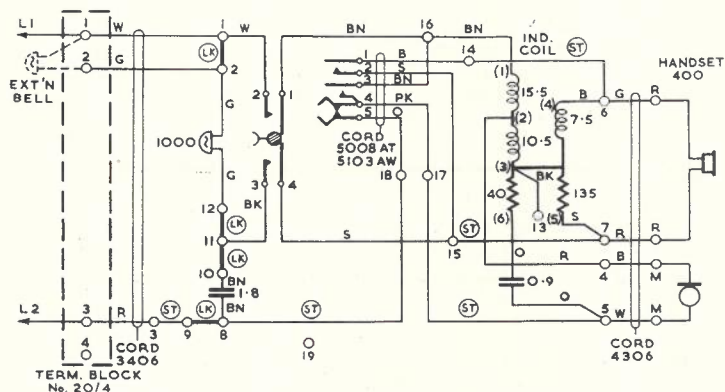 L1
1
W
1
W
BN
16
BN
IND.
COIL
ST
2
G
LK
2
EXT'N
BELL
1
B
14
2
S
3
BN
4
PK
5
O
CORD
5008 AT
5103 AW
(1)
15.5
(2)
10.5
(3)
(4)
7.5
B
6
G
R
HANDSET
400
G
2
1
1000
G
3
4
BK
12
LK
11
LK
10
BN
1.8
BN
18
17
ST
15
S
BK
40
(6)
13
135
(5)
S
7
R
R
R
4
B
M
O
0.9
O
5
W
M
L2
3
R
3
ST
9
LK
8
ST
ST
4
CORD
3406
19
CORD
4306
TERM. BLOCK
No. 20/4